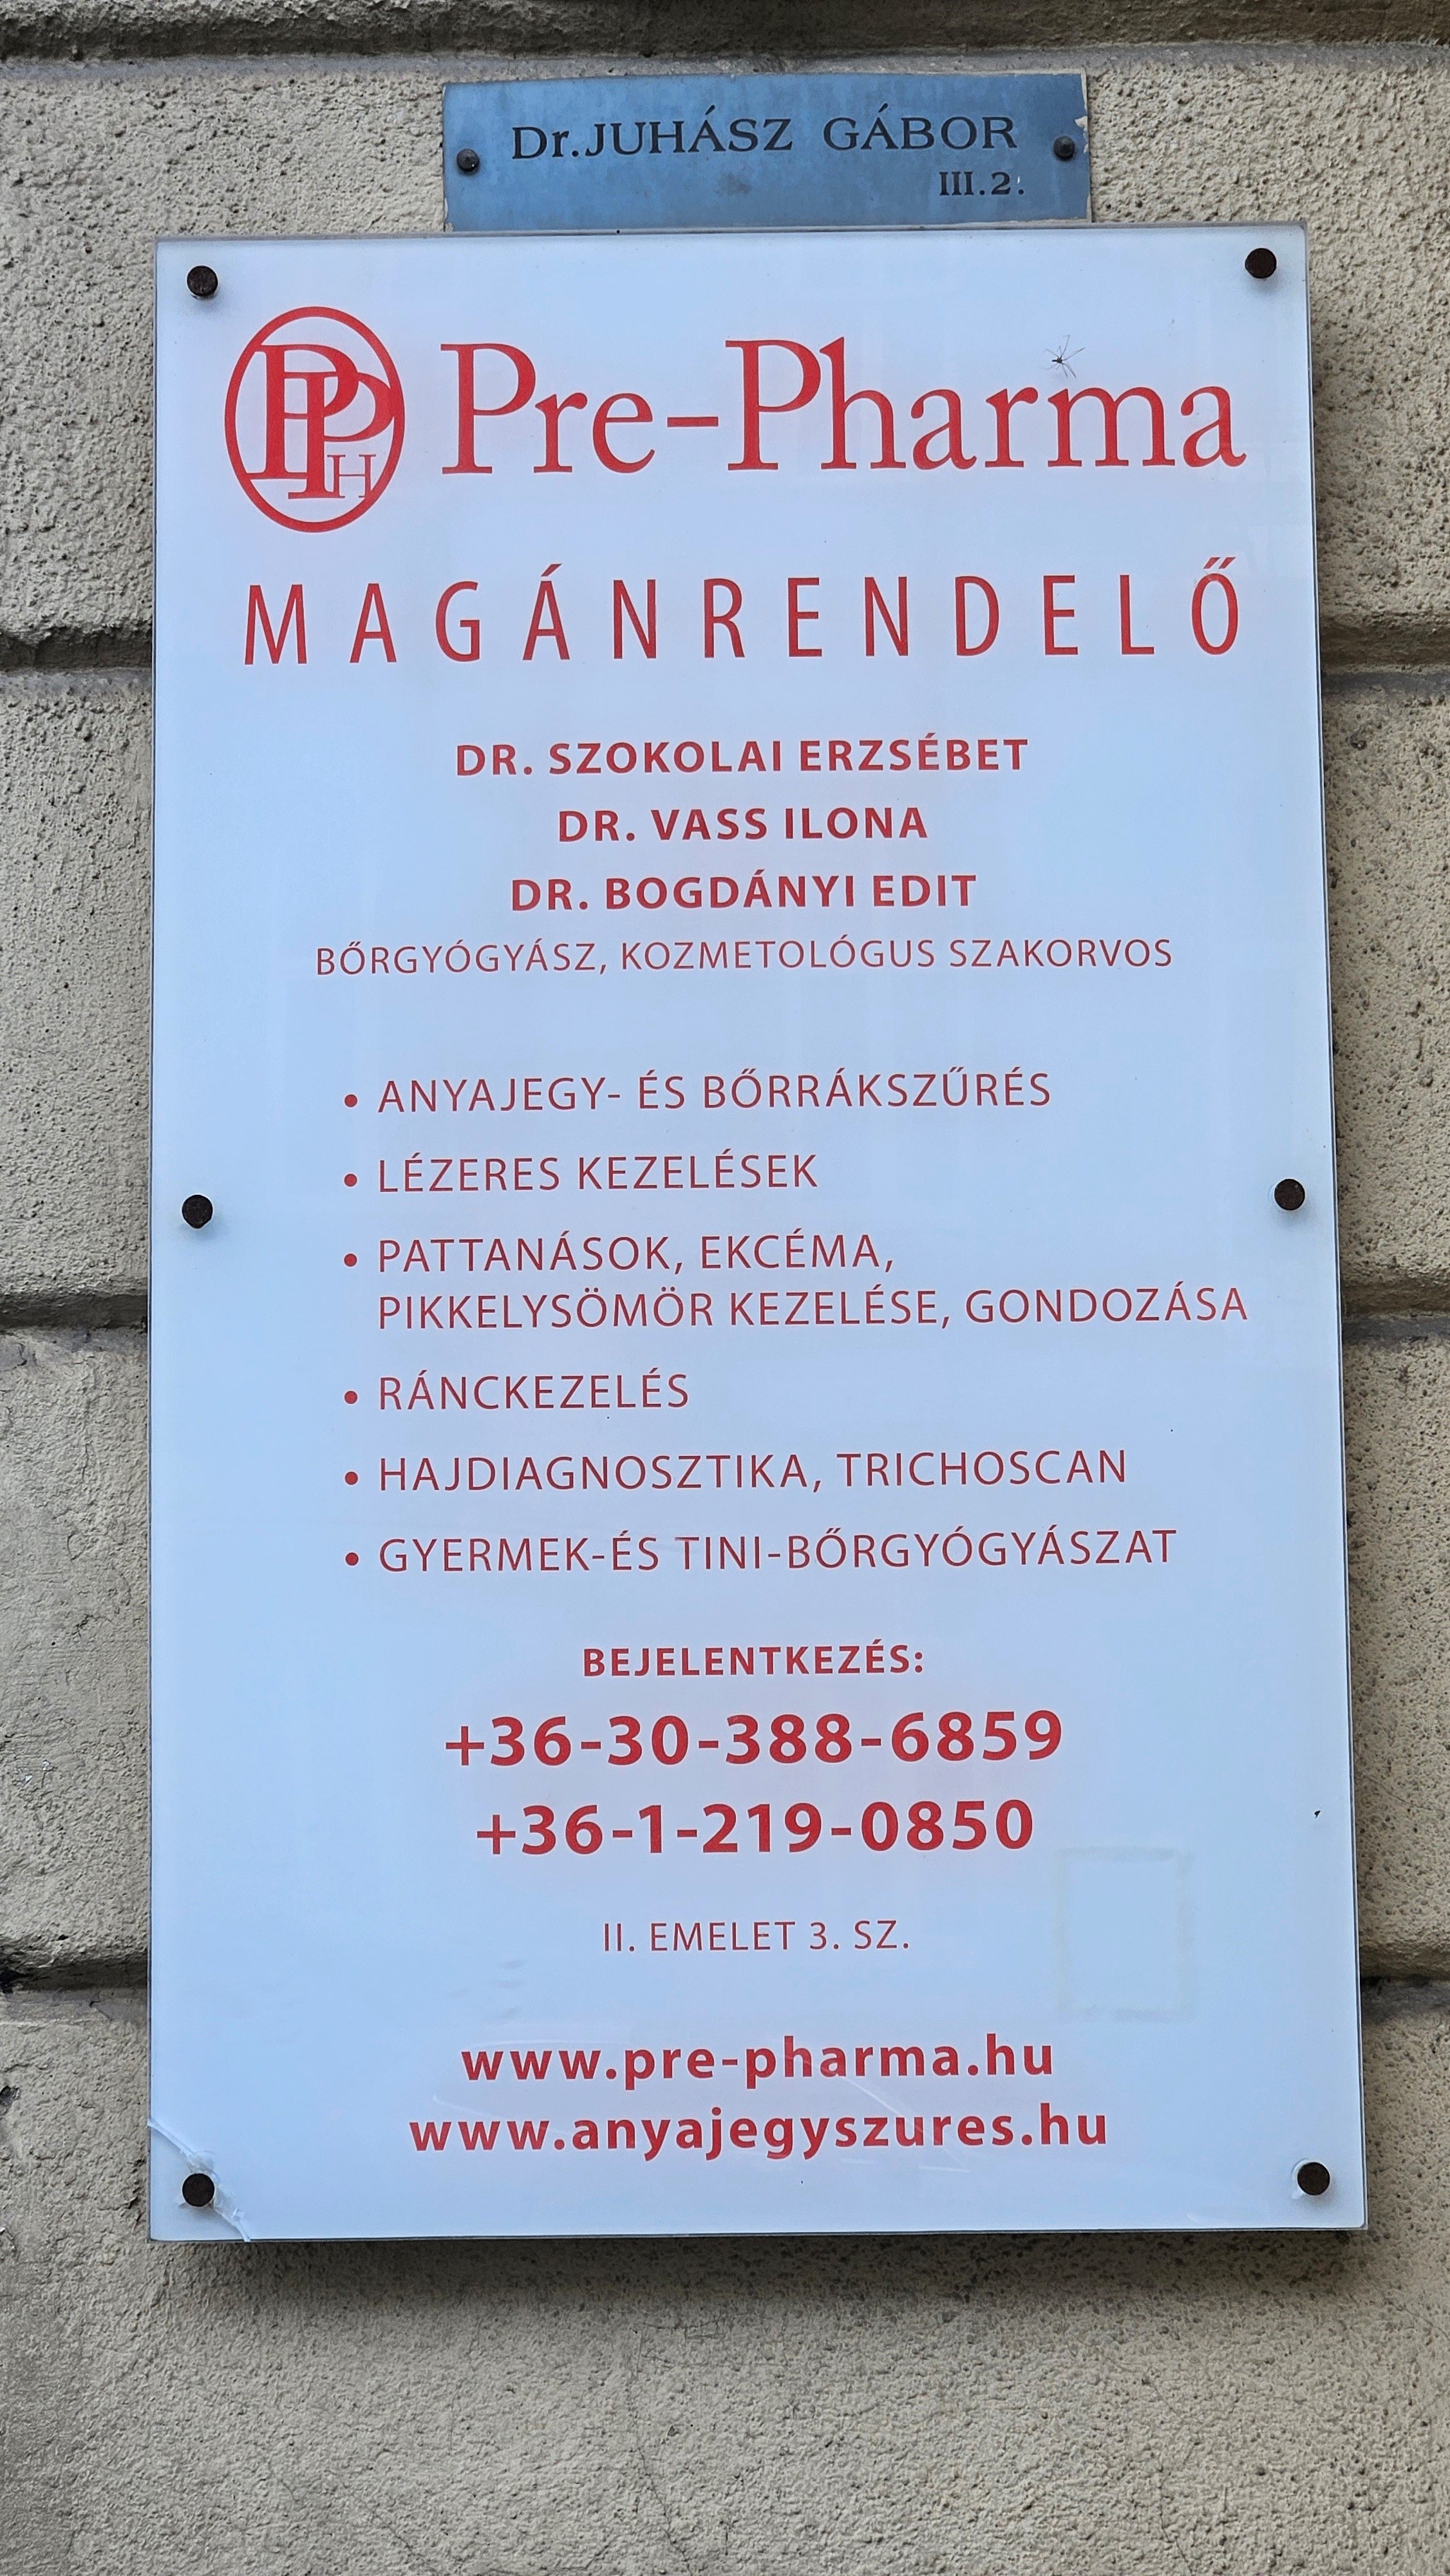 Dr. JUHÁSZ GÁBOR
III.2.
PPH Pre-Pharma
MAGÁNRENDELŐ
DR. SZOKOLAI ERZSÉBET
DR. VASS ILONA
DR. BOGDÁNYI EDIT
BŐRGYÓGYÁSZ, KOZMETOLÓGUS SZAKORVOS
• ANYAJEGY- ÉS BŐRRÁKSZŰRÉS
• LÉZERES KEZELÉSEK
• PATTANÁSOK, EKCÉMA,
PIKKELYSÖMÖR KEZELÉSE, GONDOZÁSA
• RÁNCKEZELÉS
• HAJDIAGNOSZTIKA, TRICHOSCAN
• GYERMEK-ÉS TINI-BŐRGYÓGYÁSZAT
BEJELENTKEZÉS:
+36-30-388-6859
+36-1-219-0850
II. EMELET 3. SZ.
www.pre-pharma.hu
www.anyajegyszures.hu